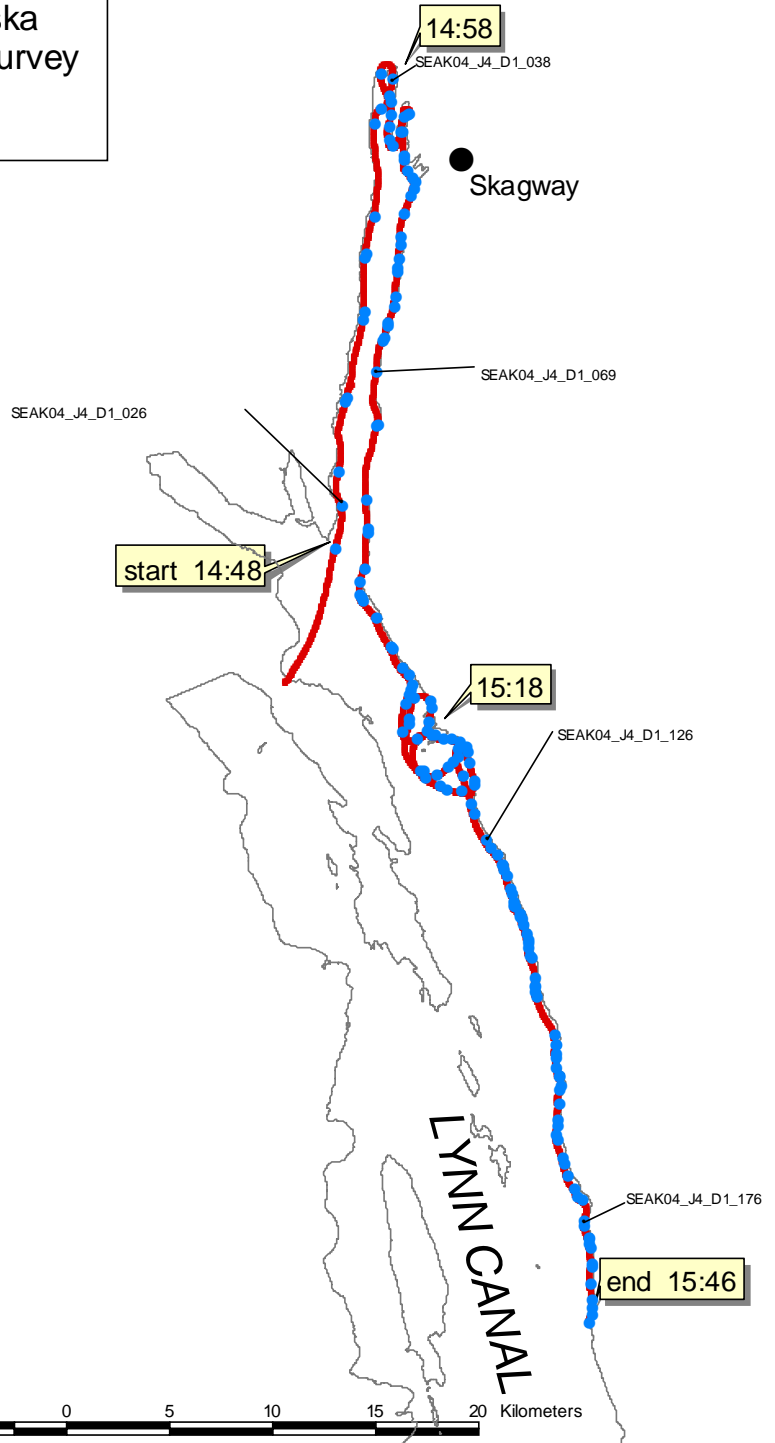 ska
urvey
14:58
SEAK04_J4_D1_038
Skagway
SEAK04_J4_D1_069
SEAK04_J4_D1_026
start 14:48
15:18
SEAK04_J4_D1_126
LYNN CANAL
SEAK04_J4_D1_176
end 15:46
0 5 10 15 20 Kilometers